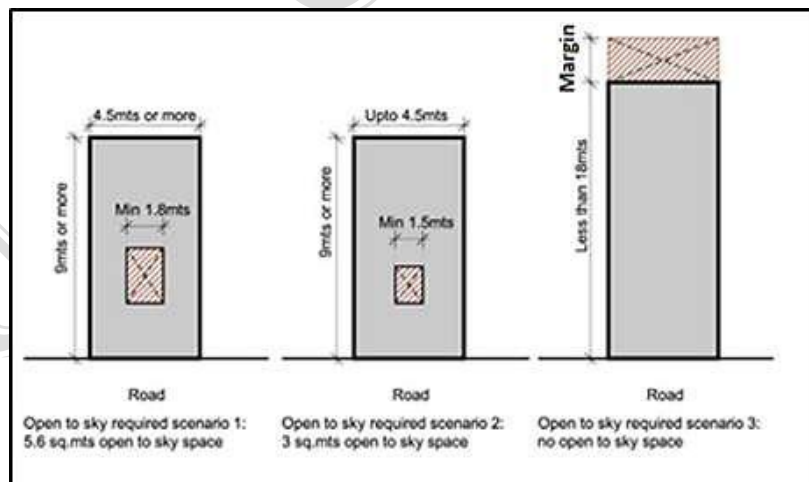 4.5mts or more
9mts or more
Min 1.8mts
Road
Open to sky required scenario 1:
5.6 sq.mts open to sky space
Upto 4.5mts
9mts or more
Min 1.5mts
Road
Open to sky required scenario 2:
3 sq.mts open to sky space
Margin
Less than 18mts
Road
Open to sky required scenario 3:
no open to sky space